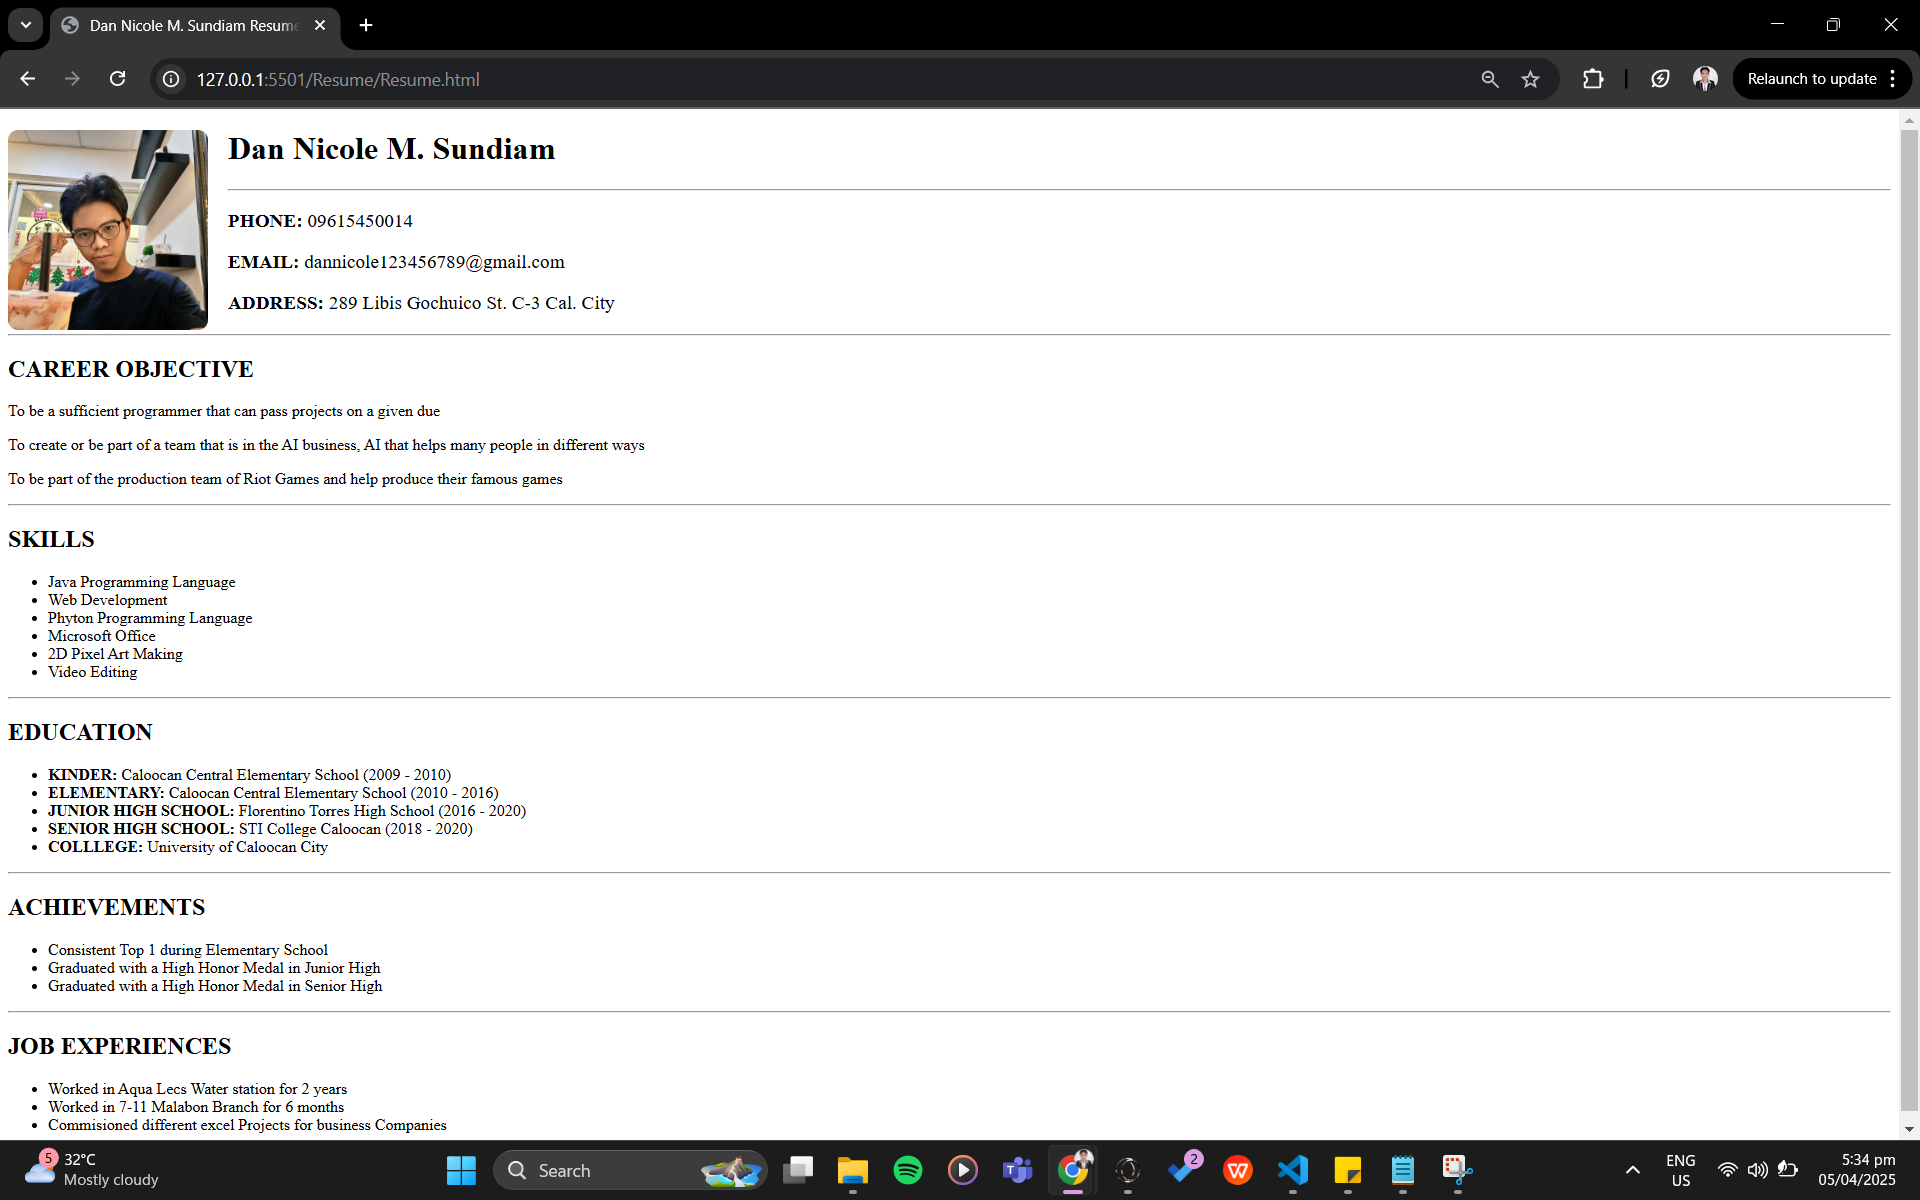 Dan Nicole M. Sundiam Resume
127.0.0.1:5501/Resume/Resume.html
Relaunch to update
Dan Nicole M. Sundiam
PHONE: 09615450014
EMAIL: dannicole123456789@gmail.com
ADDRESS: 289 Libis Gochuico St. C-3 Cal. City
CAREER OBJECTIVE
To be a sufficient programmer that can pass projects on a given due
To create or be part of a team that is in the AI business, AI that helps many people in different ways
To be part of the production team of Riot Games and help produce their famous games
SKILLS
Java Programming Language
Web Development
Phyton Programming Language
Microsoft Office
2D Pixel Art Making
Video Editing
EDUCATION
KINDER: Caloocan Central Elementary School (2009 - 2010)
ELEMENTARY: Caloocan Central Elementary School (2010 - 2016)
JUNIOR HIGH SCHOOL: Florentino Torres High School (2016 - 2020)
SENIOR HIGH SCHOOL: STI College Caloocan (2018 - 2020)
COLLLEGE: University of Caloocan City
ACHIEVEMENTS
Consistent Top 1 during Elementary School
Graduated with a High Honor Medal in Junior High
Graduated with a High Honor Medal in Senior High
JOB EXPERIENCES
Worked in Aqua Lecs Water station for 2 years
Worked in 7-11 Malabon Branch for 6 months
Commisioned different excel Projects for business Companies
5
32°C
Mostly cloudy
Search
2
ENG
US
5:34 pm
05/04/2025